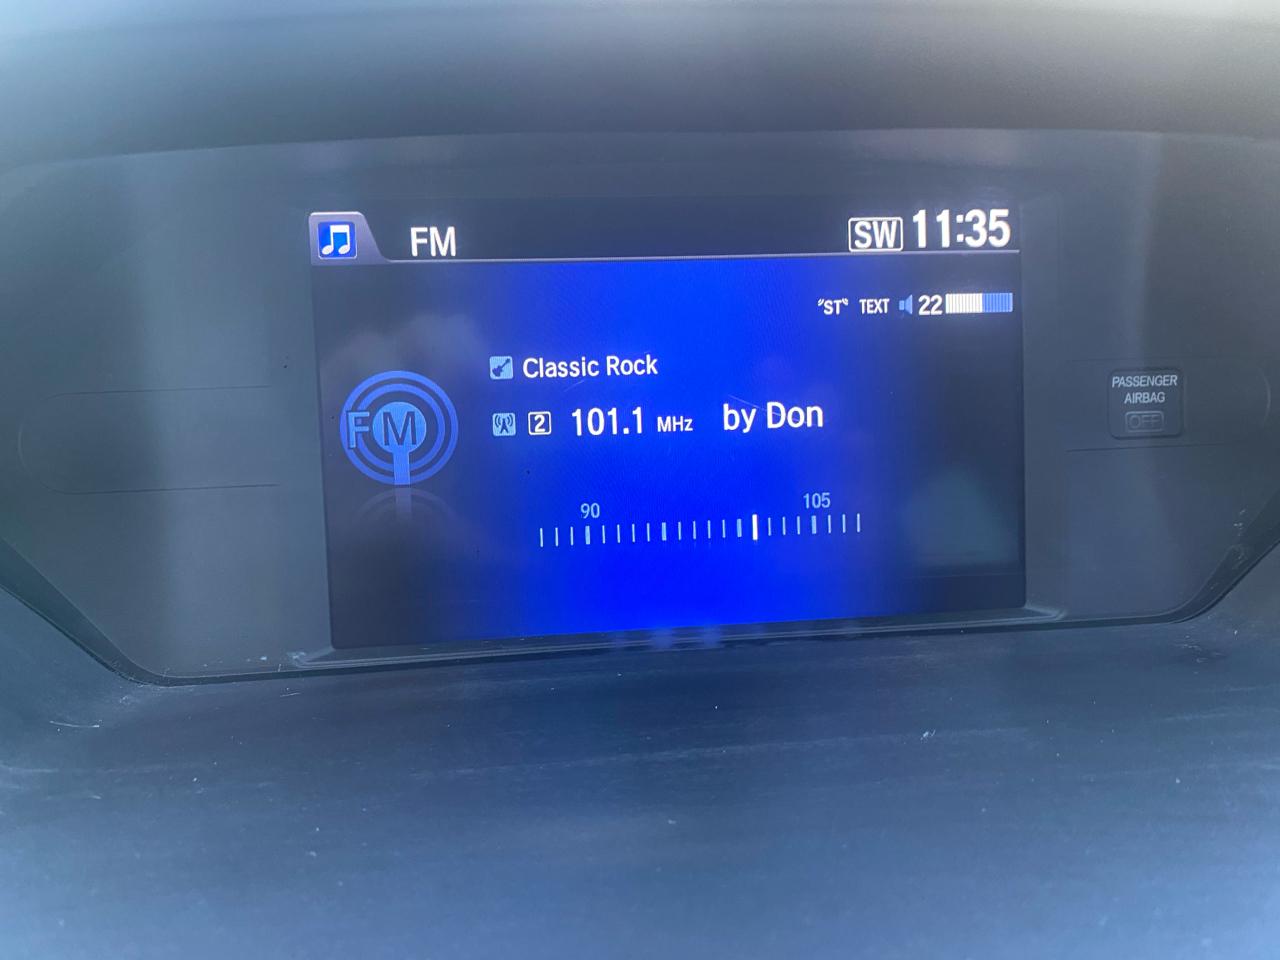 FM SW 11:35
"ST" TEXT 22
Classic Rock
FM 2 101.1 MHz by Don
90 105
PASSENGER
AIRBAG
OFF